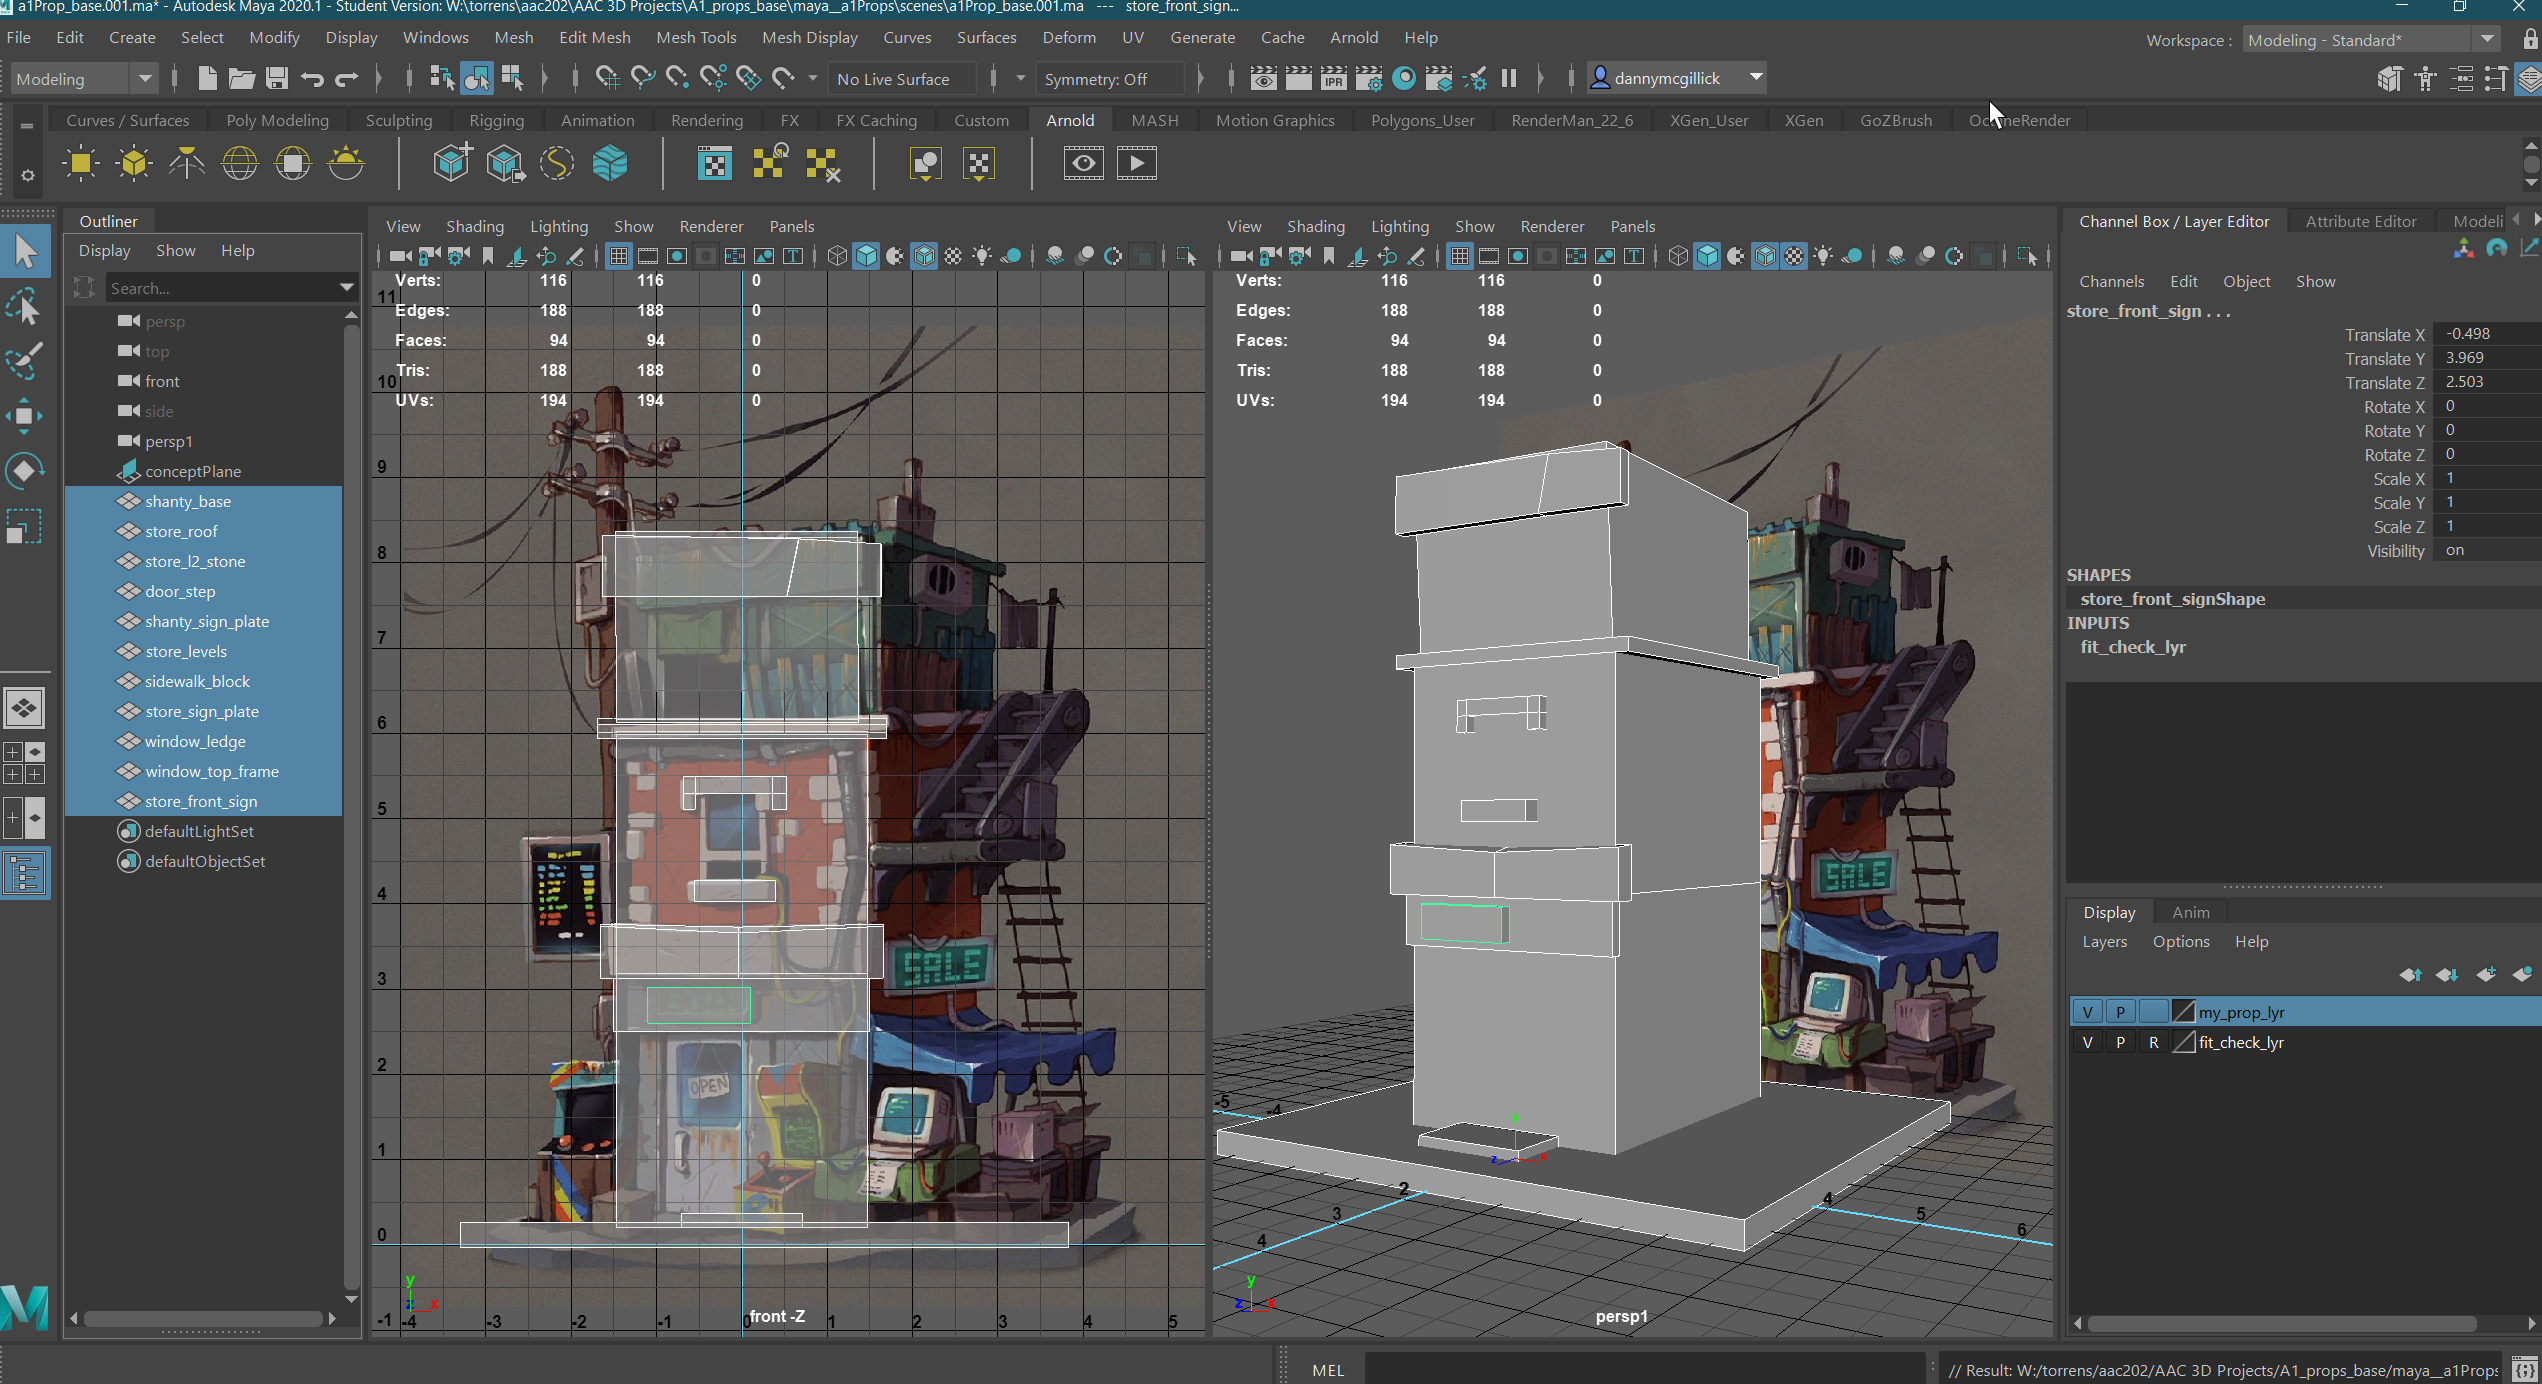 a1Prop_base.001.ma* - Autodesk Maya 2020.1 - Student Version: W:\torrens\aac202\AAC 3D Projects\A1_props_base\maya__a1Props\scenes\a1Prop_base.001.ma --- store_front_sign...
File Edit Create Select Modify Display Windows Mesh Edit Mesh Mesh Tools Mesh Display Curves Surfaces Deform UV Generate Cache Arnold Help
Workspace : Modeling - Standard*
Modeling No Live Surface Symmetry: Off IPR dannymcgillick
Curves / Surfaces Poly Modeling Sculpting Rigging Animation Rendering FX FX Caching Custom Arnold MASH Motion Graphics Polygons_User RenderMan_22_6 XGen_User XGen GoZBrush
Outliner
Display Show Help
Search...
persp
top
front
side
persp1
conceptPlane
shanty_base
store_roof
store_l2_stone
door_step
shanty_sign_plate
store_levels
sidewalk_block
store_sign_plate
window_ledge
window_top_frame
store_front_sign
defaultLightSet
defaultObjectSet
View Shading Lighting Show Renderer Panels
Verts: 116 116 0
Edges: 188 188 0
Faces: 94 94 0
Tris: 188 188 0
UVs: 194 194 0
11
10
9
8
7
6
5
4
3
2
1
0
-1 -4 -3 -2 -1 0 1 2 3 4 5
SALE
OPEN
y
z x
front -Z
View Shading Lighting Show Renderer Panels
Verts: 116 116 0
Edges: 188 188 0
Faces: 94 94 0
Tris: 188 188 0
UVs: 194 194 0
SALE
-5 -4
y
z x
2
3
4
4
5
6
y
z x
persp1
Channel Box / Layer Editor Attribute Editor Modeli
Channels Edit Object Show
store_front_sign . . .
Translate X -0.498
Translate Y 3.969
Translate Z 2.503
Rotate X 0
Rotate Y 0
Rotate Z 0
Scale X 1
Scale Y 1
Scale Z 1
Visibility on
SHAPES
store_front_signShape
INPUTS
fit_check_lyr
Display Anim
Layers Options Help
V P my_prop_lyr
V P R fit_check_lyr
MEL
// Result: W:/torrens/aac202/AAC 3D Projects/A1_props_base/maya__a1Props